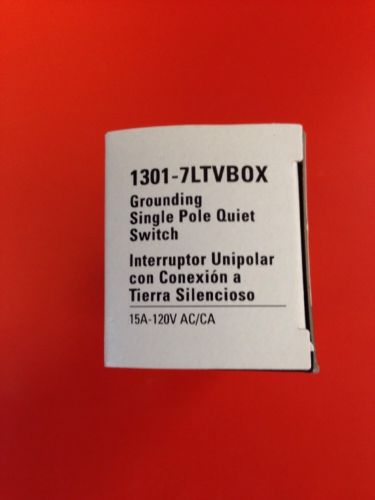 1301-7LTVBOX
Grounding
Single Pole Quiet
Switch
Interruptor Unipolar
con Conexión a
Tierra Silencioso
15A-120V AC/CA